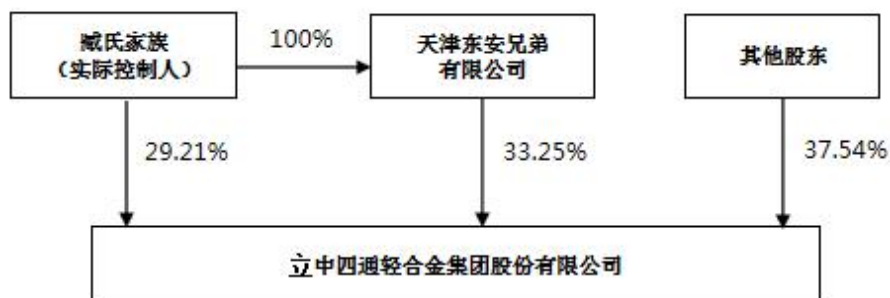 臧氏家族
（实际控制人）
100%
天津东安兄弟
有限公司
其他股东
29.21%
33.25%
37.54%
立中四通轻合金集团股份有限公司